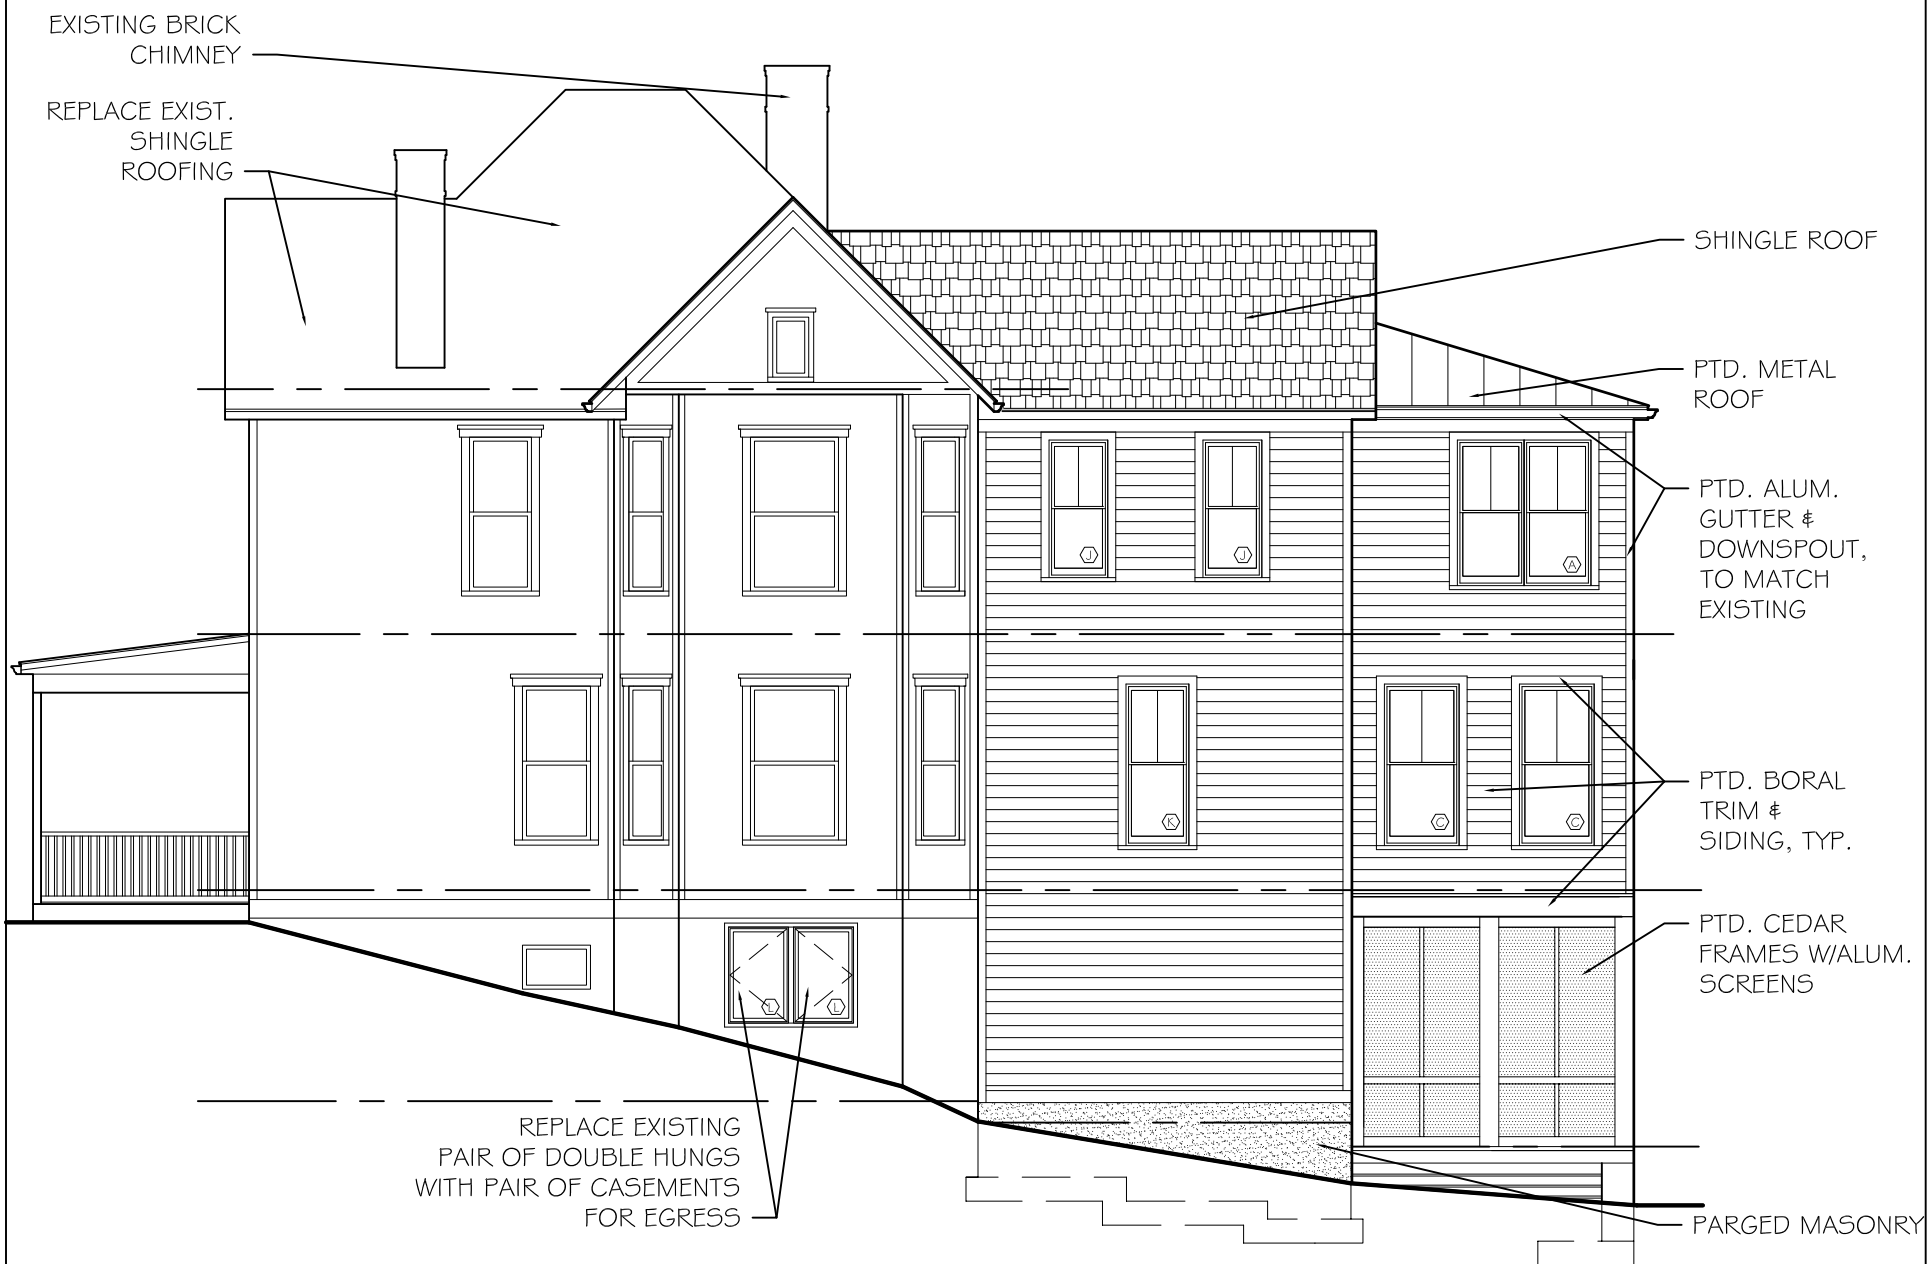 EXISTING BRICK
CHIMNEY
REPLACE EXIST.
SHINGLE
ROOFING
SHINGLE ROOF
PTD. METAL
ROOF
PTD. ALUM.
GUTTER &
DOWNSPOUT,
TO MATCH
EXISTING
J
J
A
PTD. BORAL
TRIM &
SIDING, TYP.
K
C
C
PTD. CEDAR
FRAMES W/ALUM.
SCREENS
L
L
REPLACE EXISTING
PAIR OF DOUBLE HUNGS
WITH PAIR OF CASEMENTS
FOR EGRESS
PARGED MASONRY